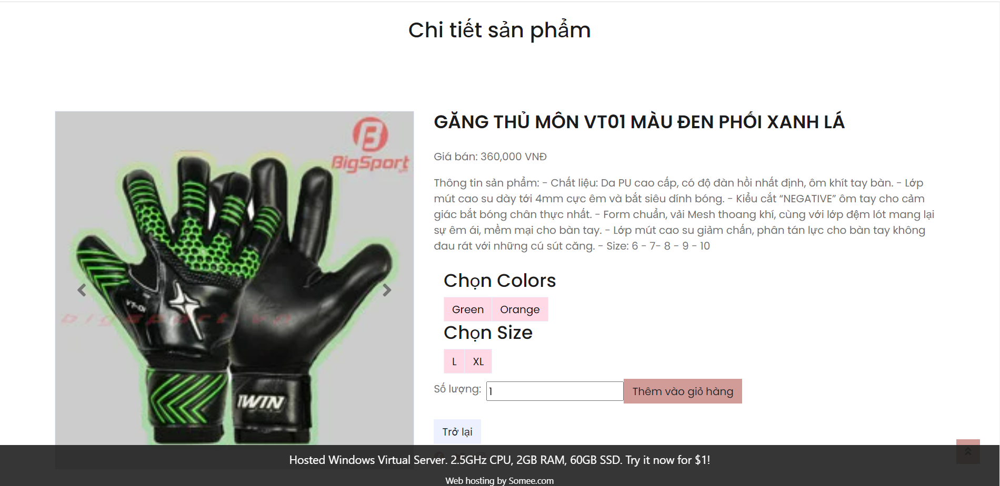 Chi tiết sản phẩm
BigSport
VT-01
bigsport vn
1WIN
GĂNG THỦ MÔN VT01 MÀU ĐEN PHỐI XANH LÁ
Giá bán: 360,000 VNĐ
Thông tin sản phẩm: - Chất liệu: Da PU cao cấp, có độ đàn hồi nhất định, ôm khít tay bàn. - Lớp
mút cao su dày tới 4mm cực êm và bắt siêu dính bóng. - Kiểu cắt “NEGATIVE” ôm tay cho cảm
giác bắt bóng chân thực nhất. - Form chuẩn, vải Mesh thoang khí, cùng với lớp đệm lót mang lại
sự êm ái, mềm mại cho bàn tay. - Lớp mút cao su giảm chấn, phân tán lực cho bàn tay không
đau rát với những cú sút căng. - Size: 6 - 7- 8 - 9 - 10
Chọn Colors
Green Orange
Chọn Size
L XL
Số lượng: 1 Thêm vào giỏ hàng
Trở lại
Hosted Windows Virtual Server. 2.5GHz CPU, 2GB RAM, 60GB SSD. Try it now for $1!
Web hosting by Somee.com